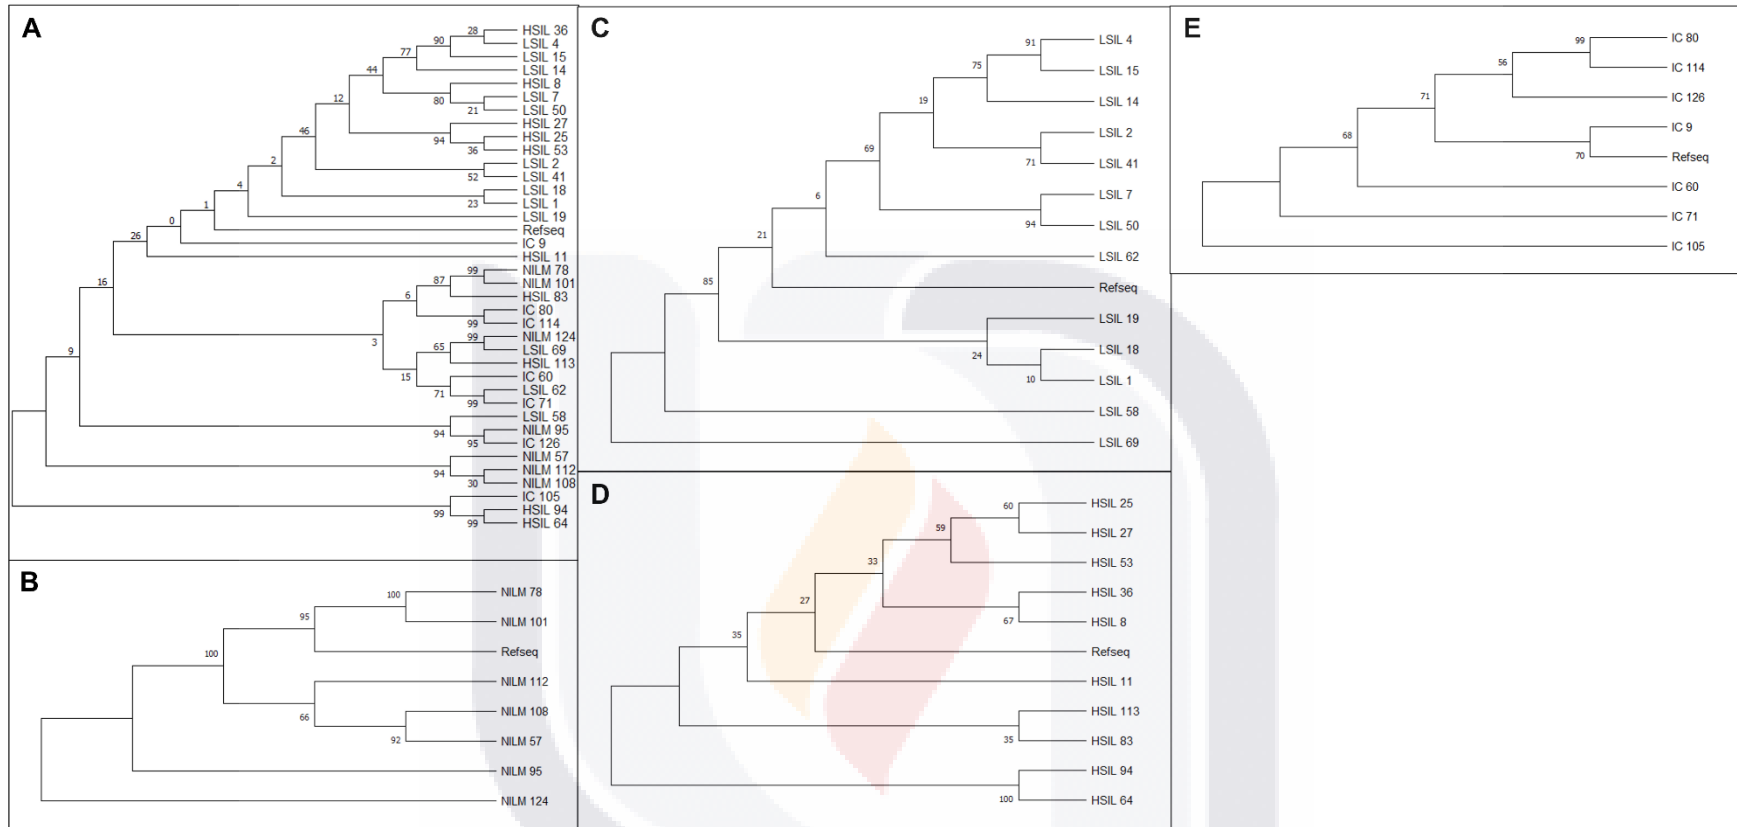 A
28
HSIL 36
90
LSIL 4
77
LSIL 15
44
LSIL 14
HSIL 8
12
80
LSIL 7
21
LSIL 50
46
HSIL 27
94
HSIL 25
36
HSIL 53
2
LSIL 2
52
LSIL 41
4
LSIL 18
23
LSIL 1
1
LSIL 19
0
Refseq
26
IC 9
HSIL 11
16
99
NILM 78
87
NILM 101
6
HSIL 83
IC 80
99
IC 114
3
99
NILM 124
65
LSIL 69
HSIL 113
15
IC 60
71
LSIL 62
99
IC 71
9
LSIL 58
94
NILM 95
95
IC 126
NILM 57
94
NILM 112
30
NILM 108
IC 105
99
HSIL 94
99
HSIL 64
B
100
NILM 78
95
NILM 101
100
Refseq
NILM 112
66
NILM 108
92
NILM 57
NILM 95
NILM 124
C
91
LSIL 4
75
LSIL 15
19
LSIL 14
LSIL 2
71
LSIL 41
69
LSIL 7
94
LSIL 50
6
LSIL 62
21
Refseq
85
LSIL 19
24
LSIL 18
10
LSIL 1
LSIL 58
LSIL 69
D
60
HSIL 25
59
HSIL 27
33
HSIL 53
27
HSIL 36
67
HSIL 8
35
Refseq
HSIL 11
HSIL 113
35
HSIL 83
HSIL 94
100
HSIL 64
E
99
IC 80
56
IC 114
71
IC 126
68
IC 9
70
Refseq
IC 60
IC 71
IC 105